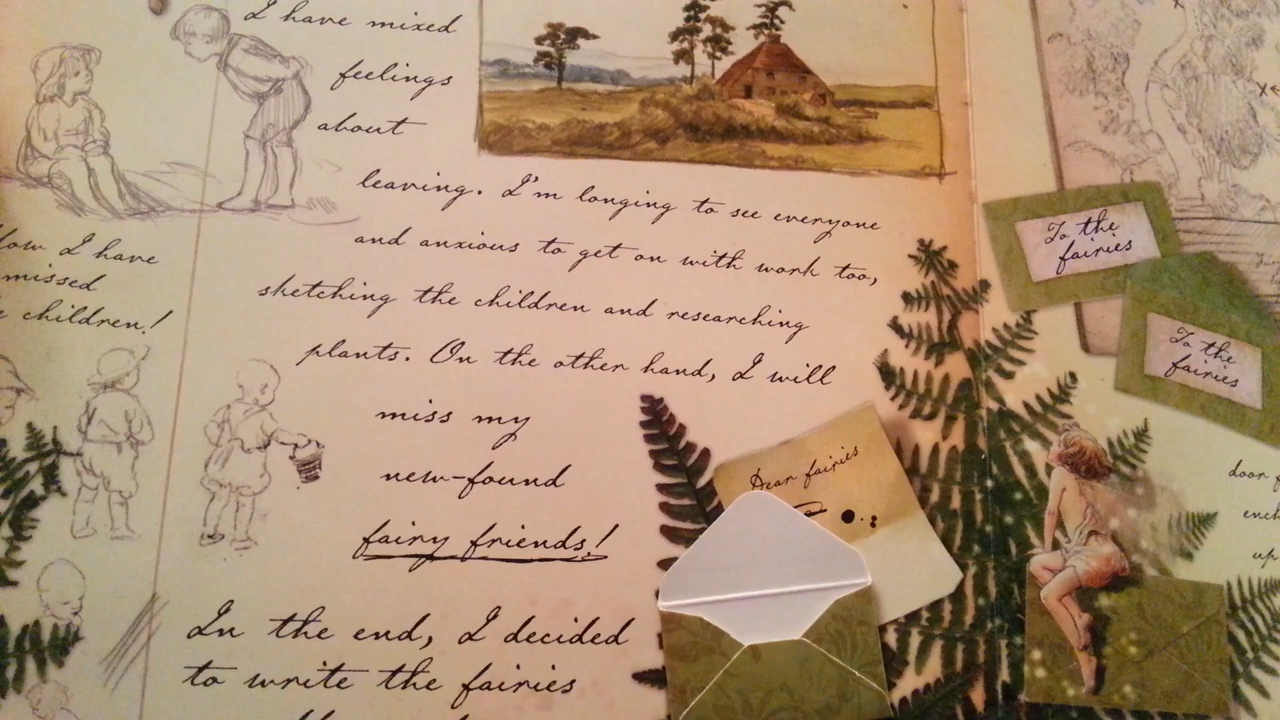 I have mixed
feelings
about
leaving. I'm longing to see everyone
and anxious to get on with work too,
sketching the children and researching
plants. On the other hand, I will
miss my
new-found
fairy friends!
In the end, I decided
to write the fairies
How I have
missed
children!
To the
fairies
To the
fairies
Dear fairies
door
up